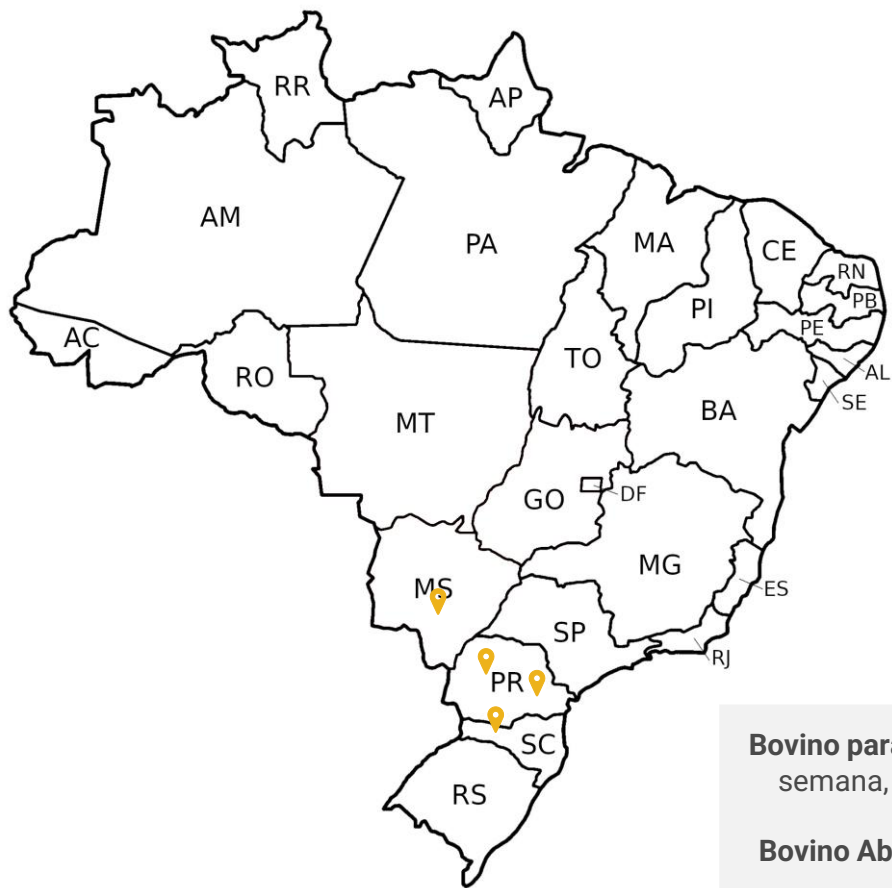 RR
AP
AM
PA
MA
CE
RN
PB
PI
PE
AC
TO
AL
RO
SE
BA
MT
GO
DF
MG
MS
ES
SP
RJ
PR
SC
RS
Bovino para
semana,
Bovino Ab